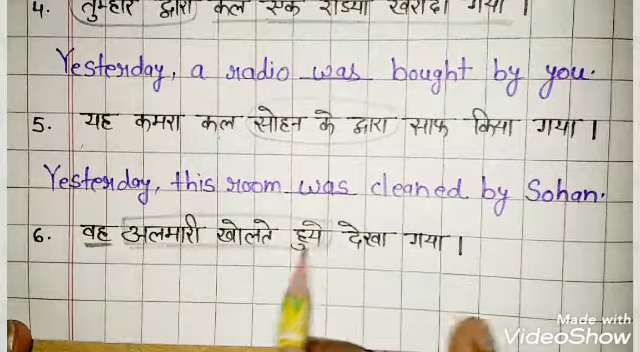 4. तुम्हारे द्वारा कल एक रेडियो खरीदा गया ।
Yesterday, a radio was bought by you.
5. यह कमरा कल सोहन के द्वारा साफ किया गया ।
Yesterday, this room was cleaned by Sohan.
6. वह अलमारी खोलते हुये देखा गया ।
Made with
VideoShow